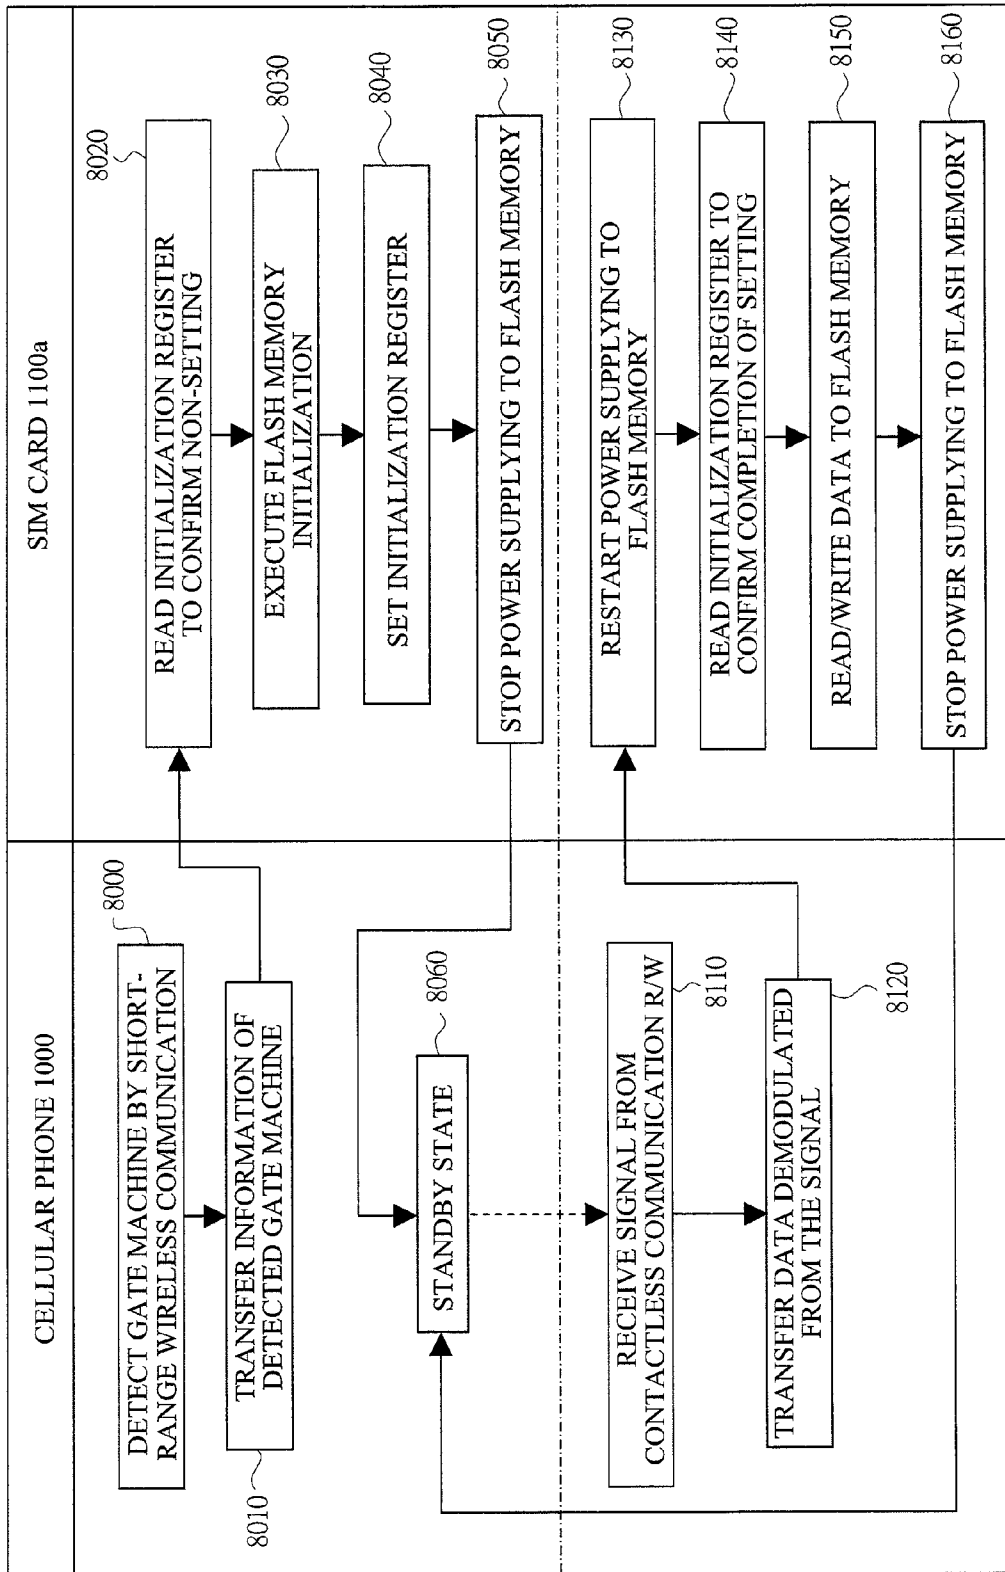 CELLULAR PHONE 1000
SIM CARD 1100a
8000
DETECT GATE MACHINE BY SHORT-
RANGE WIRELESS COMMUNICATION
8010
TRANSFER INFORMATION OF
DETECTED GATE MACHINE
8020
READ INITIALIZATION REGISTER
TO CONFIRM NON-SETTING
8030
EXECUTE FLASH MEMORY
INITIALIZATION
8040
SET INITIALIZATION REGISTER
8050
STOP POWER SUPPLYING TO FLASH MEMORY
8060
STANDBY STATE
8110
RECEIVE SIGNAL FROM
CONTACTLESS COMMUNICATION R/W
8120
TRANSFER DATA DEMODULATED
FROM THE SIGNAL
8130
RESTART POWER SUPPLYING TO
FLASH MEMORY
8140
READ INITIALIZATION REGISTER TO
CONFIRM COMPLETION OF SETTING
8150
READ/WRITE DATA TO FLASH MEMORY
8160
STOP POWER SUPPLYING TO FLASH MEMORY